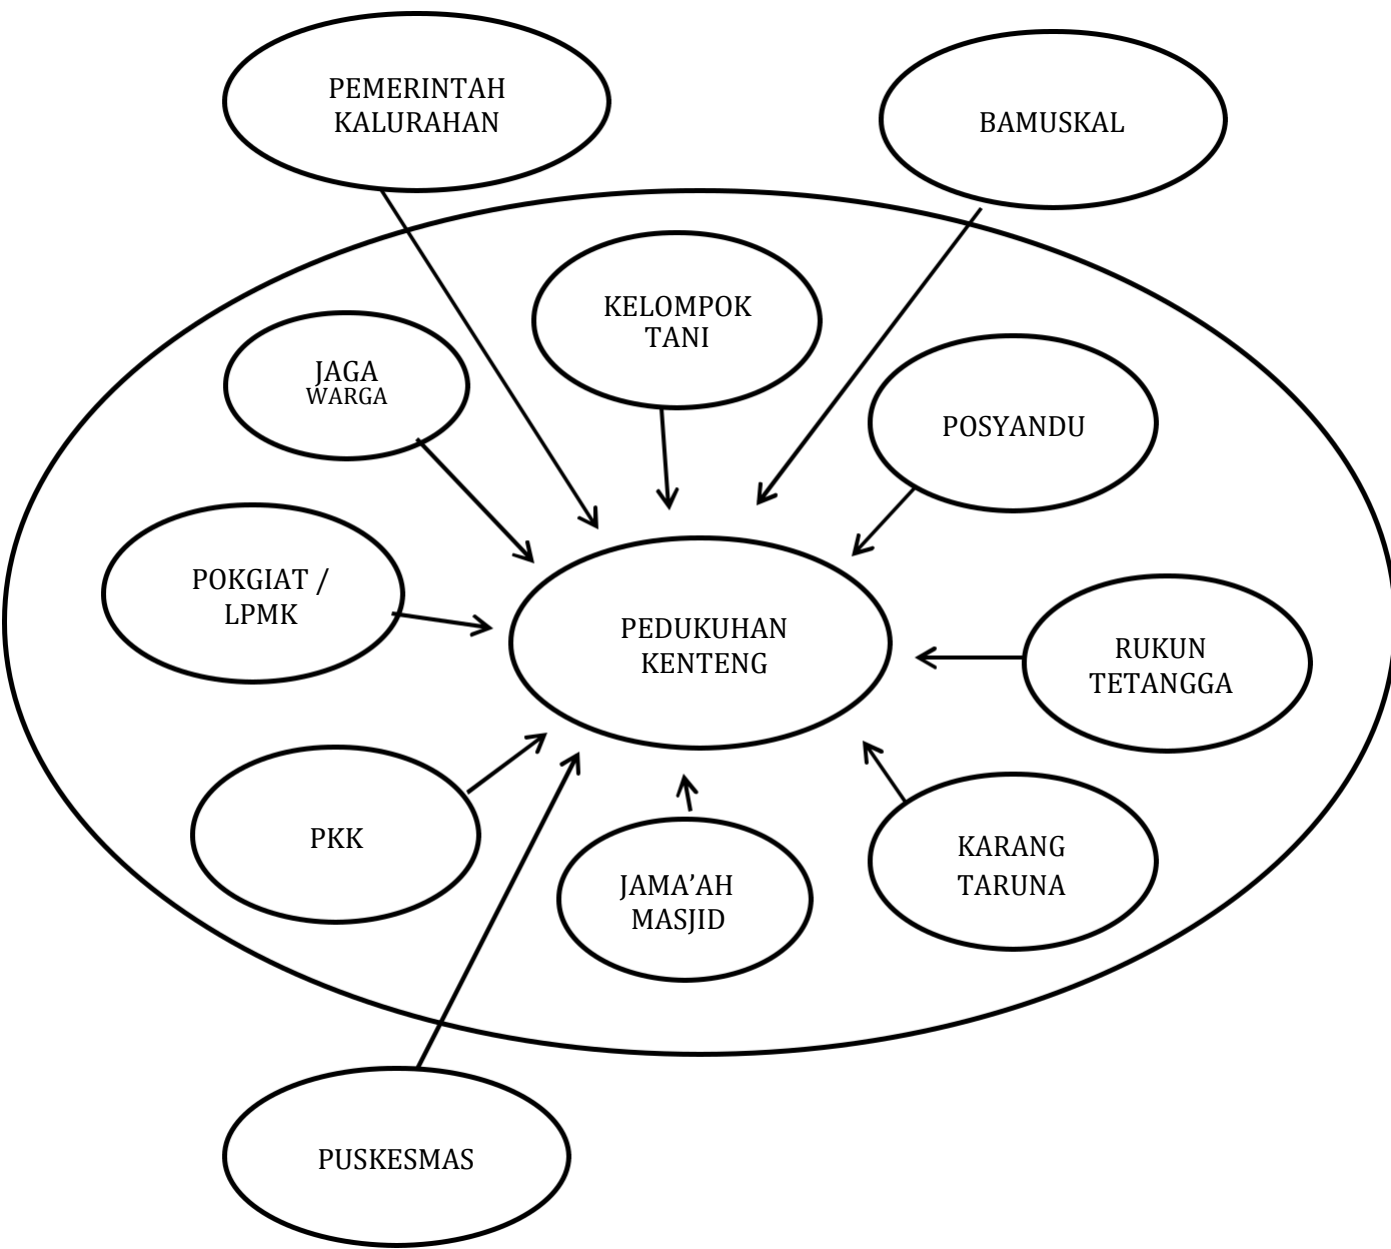 PEMERINTAH
KALURAHAN
BAMUSKAL
KELOMPOK
TANI
JAGA
WARGA
POSYANDU
POKGIAT /
LPMK
PEDUKUHAN
KENTENG
RUKUN
TETANGGA
PKK
JAMA’AH
MASJID
KARANG
TARUNA
PUSKESMAS